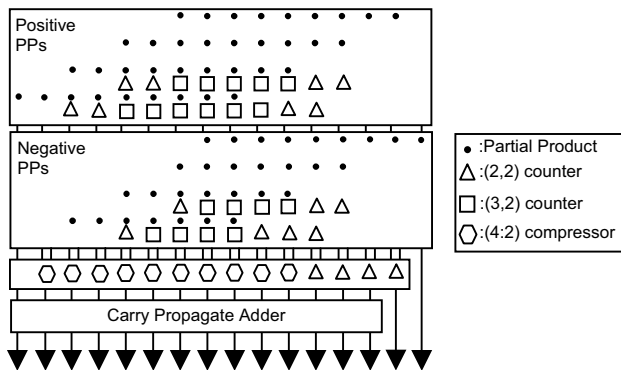 Positive
PPs
Negative
PPs
:Partial Product
:(2,2) counter
:(3,2) counter
:(4:2) compressor
Carry Propagate Adder